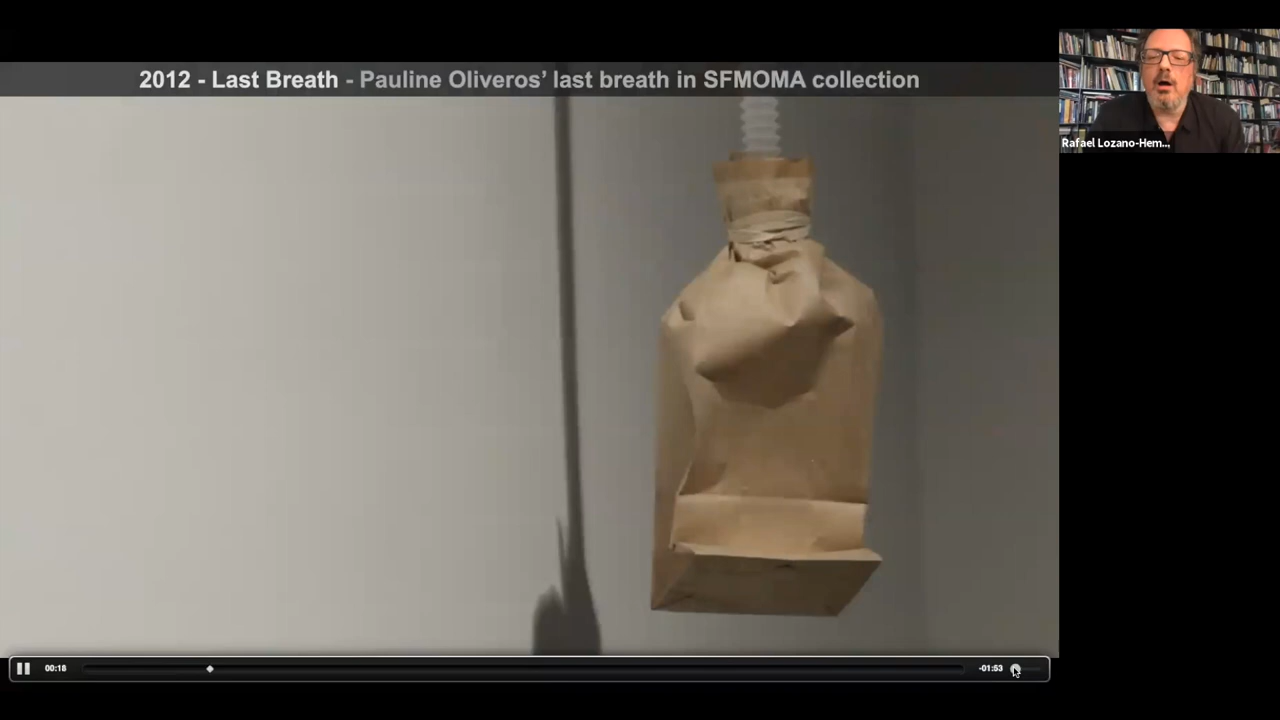 2012 - Last Breath - Pauline Oliveros’ last breath in SFMOMA collection
Rafael Lozano-Hem...
00:18
-01:53